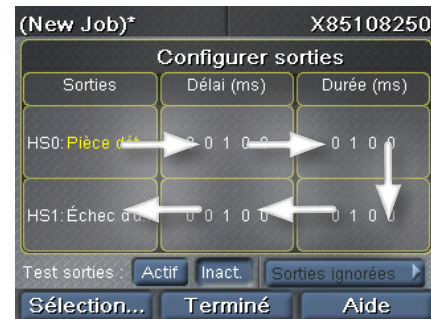 (New Job)* X85108250
Configurer sorties
Sorties Délai (ms) Durée (ms)
HS0: Pièce 0 1 0 0 0 1 0 0
HS1: Échec 0 0 1 0 0 0 1 0 0
Test sorties : Actif Inact. Sorties ignorées
Sélection... Terminé Aide